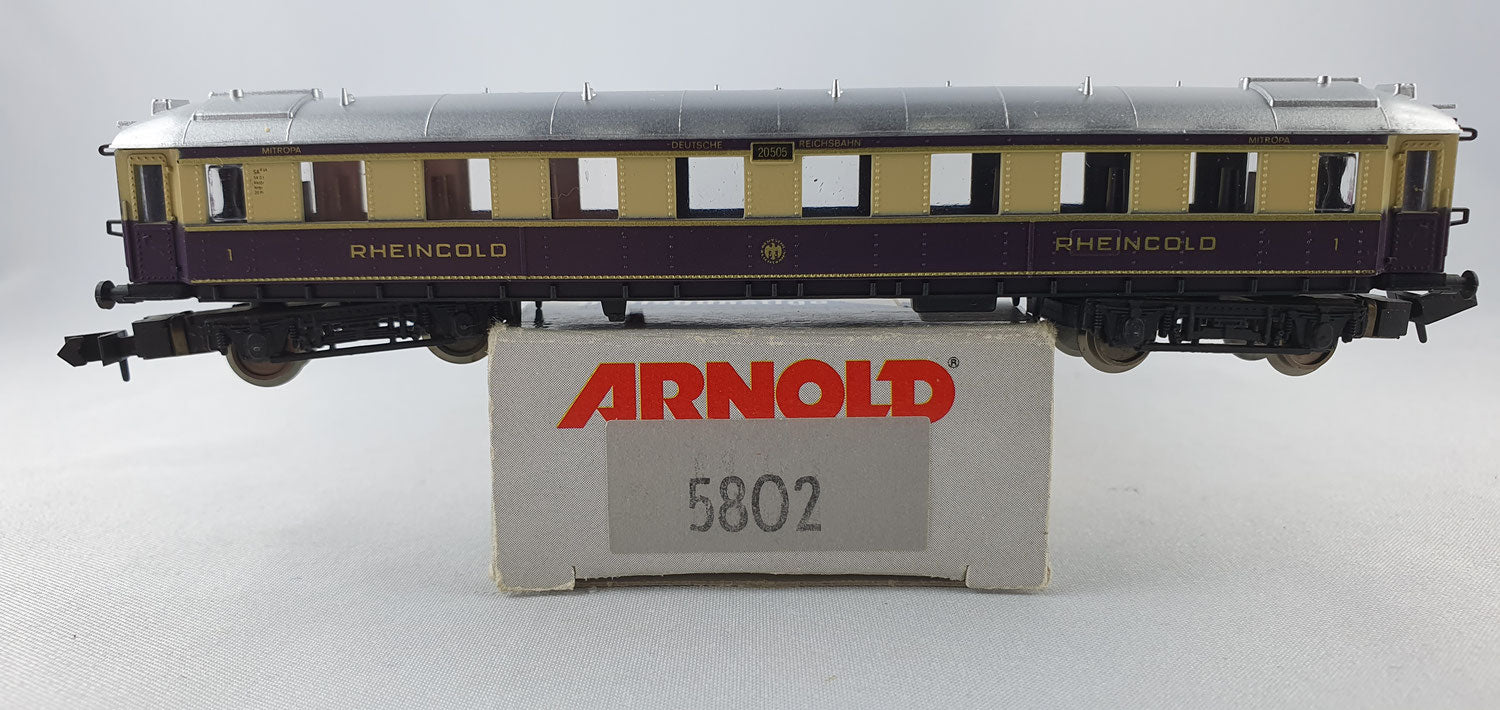 MITROPA DEUTSCHE 20505 REICHSBAHN MITROPA
1 RHEINGOLD RHEINGOLD 1
ARNOLD®
5802